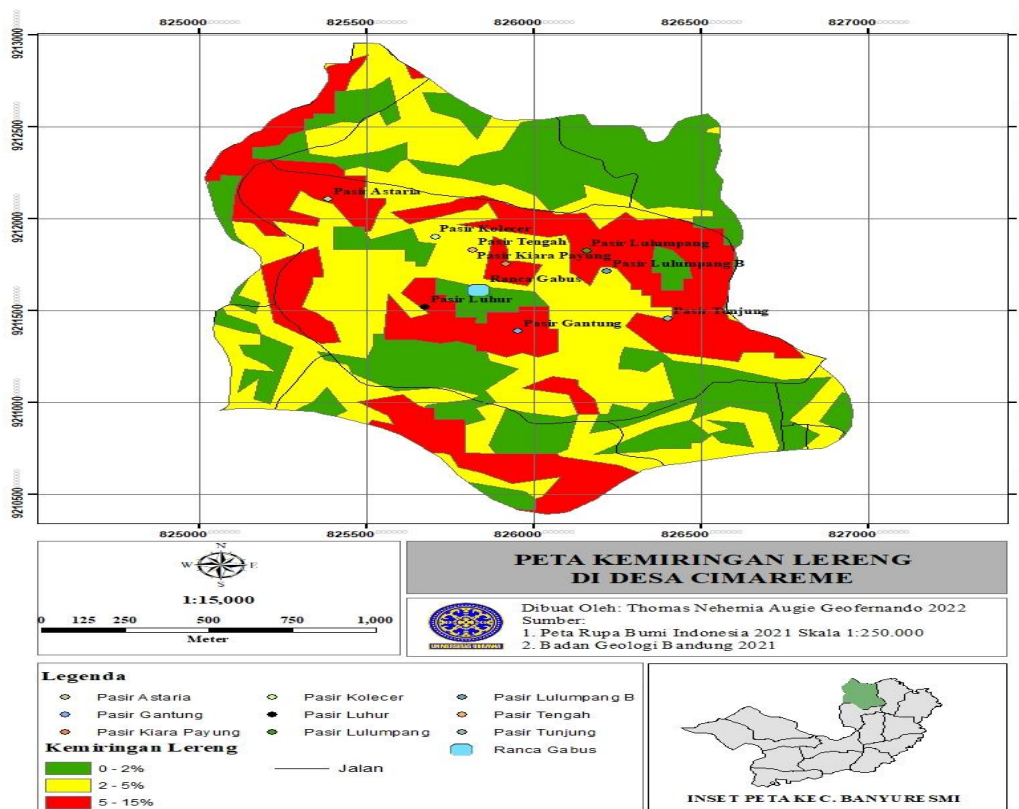 825000 825500 826000 826500 827000
9213000
9212500
9212000
9211500
9211000
9210500
Pasir Astaria
Pasir Kolecer
Pasir Tengah
Pasir Lulumpang
Pasir Kiara Payung
Pasir Lulumpang B
Ranca Gabus
Pasir Luhur
Pasir Tunjung
Pasir Gantung
825000 825500 826000 826500 827000
N
W E
S
1:15,000
0 125 250 500 750 1,000
Meter
PETA KEMIRINGAN LERENG
DI DESA CIMAREME
Dibuat Oleh: Thomas Nehemia Augie Geofernando 2022
Sumber:
1. Peta Rupa Bumi Indonesia 2021 Skala 1:250.000
2. Badan Geologi Bandung 2021
UNIVERSITAS UDAYANA
Legenda
Pasir Astaria Pasir Kolecer Pasir Lulumpang B
Pasir Gantung Pasir Luhur Pasir Tengah
Pasir Kiara Payung Pasir Lulumpang Pasir Tunjung
Kemiringan Lereng Ranca Gabus
0 - 2% Jalan
2 - 5%
5 - 15%
INSET PETA KEC. BANYURESMI